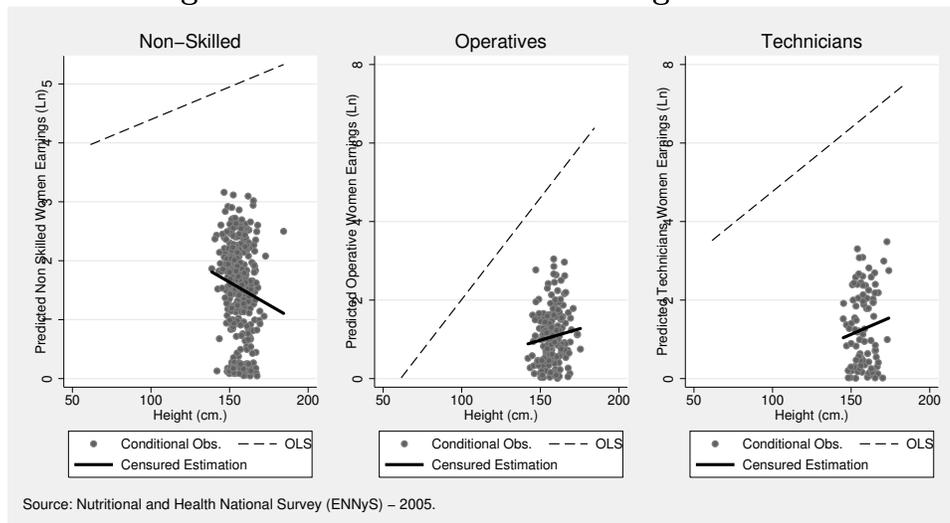 Non–Skilled
Predicted Non Skilled Women Earnings (Ln)
0 1 2 3 4 5
50 100 150 200
Height (cm.)
Conditional Obs. OLS
Censured Estimation
Operatives
Predicted Operative Women Earnings (Ln)
0 2 4 6 8
50 100 150 200
Height (cm.)
Conditional Obs. OLS
Censured Estimation
Technicians
Predicted Technicians Women Earnings (Ln)
0 2 4 6 8
50 100 150 200
Height (cm.)
Conditional Obs. OLS
Censured Estimation
Source: Nutritional and Health National Survey (ENNyS) – 2005.